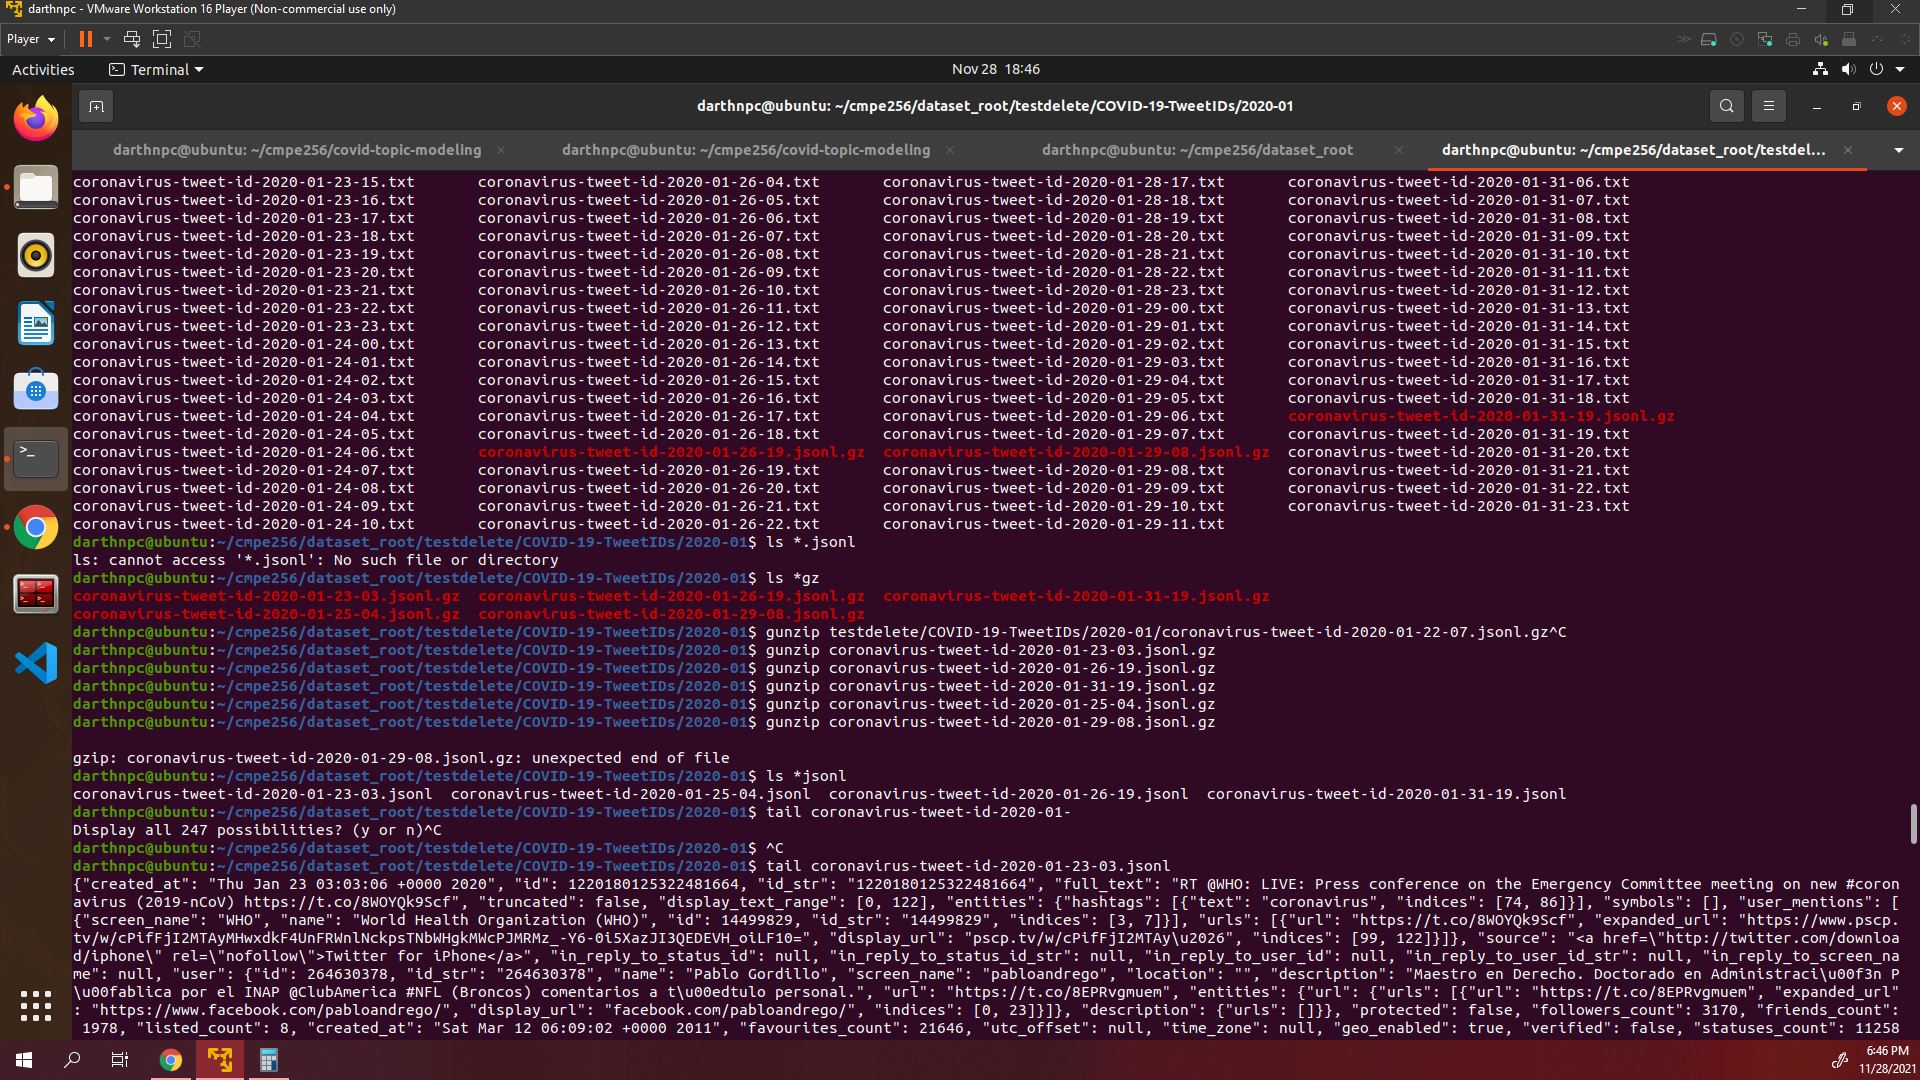 darthnpc - VMware Workstation 16 Player (Non-commercial use only)
Player
Activities Terminal Nov 28 18:46
darthnpc@ubuntu: ~/cmpe256/dataset_root/testdelete/COVID-19-TweetIDs/2020-01
darthnpc@ubuntu: ~/cmpe256/covid-topic-modeling darthnpc@ubuntu: ~/cmpe256/covid-topic-modeling darthnpc@ubuntu: ~/cmpe256/dataset_root darthnpc@ubuntu: ~/cmpe256/dataset_root/testdel...
coronavirus-tweet-id-2020-01-23-15.txt coronavirus-tweet-id-2020-01-26-04.txt coronavirus-tweet-id-2020-01-28-17.txt coronavirus-tweet-id-2020-01-31-06.txt
coronavirus-tweet-id-2020-01-23-16.txt coronavirus-tweet-id-2020-01-26-05.txt coronavirus-tweet-id-2020-01-28-18.txt coronavirus-tweet-id-2020-01-31-07.txt
coronavirus-tweet-id-2020-01-23-17.txt coronavirus-tweet-id-2020-01-26-06.txt coronavirus-tweet-id-2020-01-28-19.txt coronavirus-tweet-id-2020-01-31-08.txt
coronavirus-tweet-id-2020-01-23-18.txt coronavirus-tweet-id-2020-01-26-07.txt coronavirus-tweet-id-2020-01-28-20.txt coronavirus-tweet-id-2020-01-31-09.txt
coronavirus-tweet-id-2020-01-23-19.txt coronavirus-tweet-id-2020-01-26-08.txt coronavirus-tweet-id-2020-01-28-21.txt coronavirus-tweet-id-2020-01-31-10.txt
coronavirus-tweet-id-2020-01-23-20.txt coronavirus-tweet-id-2020-01-26-09.txt coronavirus-tweet-id-2020-01-28-22.txt coronavirus-tweet-id-2020-01-31-11.txt
coronavirus-tweet-id-2020-01-23-21.txt coronavirus-tweet-id-2020-01-26-10.txt coronavirus-tweet-id-2020-01-28-23.txt coronavirus-tweet-id-2020-01-31-12.txt
coronavirus-tweet-id-2020-01-23-22.txt coronavirus-tweet-id-2020-01-26-11.txt coronavirus-tweet-id-2020-01-29-00.txt coronavirus-tweet-id-2020-01-31-13.txt
coronavirus-tweet-id-2020-01-23-23.txt coronavirus-tweet-id-2020-01-26-12.txt coronavirus-tweet-id-2020-01-29-01.txt coronavirus-tweet-id-2020-01-31-14.txt
coronavirus-tweet-id-2020-01-24-00.txt coronavirus-tweet-id-2020-01-26-13.txt coronavirus-tweet-id-2020-01-29-02.txt coronavirus-tweet-id-2020-01-31-15.txt
coronavirus-tweet-id-2020-01-24-01.txt coronavirus-tweet-id-2020-01-26-14.txt coronavirus-tweet-id-2020-01-29-03.txt coronavirus-tweet-id-2020-01-31-16.txt
coronavirus-tweet-id-2020-01-24-02.txt coronavirus-tweet-id-2020-01-26-15.txt coronavirus-tweet-id-2020-01-29-04.txt coronavirus-tweet-id-2020-01-31-17.txt
coronavirus-tweet-id-2020-01-24-03.txt coronavirus-tweet-id-2020-01-26-16.txt coronavirus-tweet-id-2020-01-29-05.txt coronavirus-tweet-id-2020-01-31-18.txt
coronavirus-tweet-id-2020-01-24-04.txt coronavirus-tweet-id-2020-01-26-17.txt coronavirus-tweet-id-2020-01-29-06.txt coronavirus-tweet-id-2020-01-31-19.jsonl.gz
coronavirus-tweet-id-2020-01-24-05.txt coronavirus-tweet-id-2020-01-26-18.txt coronavirus-tweet-id-2020-01-29-07.txt coronavirus-tweet-id-2020-01-31-19.txt
coronavirus-tweet-id-2020-01-24-06.txt coronavirus-tweet-id-2020-01-26-19.jsonl.gz coronavirus-tweet-id-2020-01-29-08.jsonl.gz coronavirus-tweet-id-2020-01-31-20.txt
coronavirus-tweet-id-2020-01-24-07.txt coronavirus-tweet-id-2020-01-26-19.txt coronavirus-tweet-id-2020-01-29-08.txt coronavirus-tweet-id-2020-01-31-21.txt
coronavirus-tweet-id-2020-01-24-08.txt coronavirus-tweet-id-2020-01-26-20.txt coronavirus-tweet-id-2020-01-29-09.txt coronavirus-tweet-id-2020-01-31-22.txt
coronavirus-tweet-id-2020-01-24-09.txt coronavirus-tweet-id-2020-01-26-21.txt coronavirus-tweet-id-2020-01-29-10.txt coronavirus-tweet-id-2020-01-31-23.txt
coronavirus-tweet-id-2020-01-24-10.txt coronavirus-tweet-id-2020-01-26-22.txt coronavirus-tweet-id-2020-01-29-11.txt
darthnpc@ubuntu:~/cmpe256/dataset_root/testdelete/COVID-19-TweetIDs/2020-01$ ls *.jsonl
ls: cannot access '*.jsonl': No such file or directory
darthnpc@ubuntu:~/cmpe256/dataset_root/testdelete/COVID-19-TweetIDs/2020-01$ ls *gz
coronavirus-tweet-id-2020-01-23-03.jsonl.gz coronavirus-tweet-id-2020-01-26-19.jsonl.gz coronavirus-tweet-id-2020-01-31-19.jsonl.gz
coronavirus-tweet-id-2020-01-25-04.jsonl.gz coronavirus-tweet-id-2020-01-29-08.jsonl.gz
darthnpc@ubuntu:~/cmpe256/dataset_root/testdelete/COVID-19-TweetIDs/2020-01$ gunzip testdelete/COVID-19-TweetIDs/2020-01/coronavirus-tweet-id-2020-01-22-07.jsonl.gz^C
darthnpc@ubuntu:~/cmpe256/dataset_root/testdelete/COVID-19-TweetIDs/2020-01$ gunzip coronavirus-tweet-id-2020-01-23-03.jsonl.gz
darthnpc@ubuntu:~/cmpe256/dataset_root/testdelete/COVID-19-TweetIDs/2020-01$ gunzip coronavirus-tweet-id-2020-01-26-19.jsonl.gz
darthnpc@ubuntu:~/cmpe256/dataset_root/testdelete/COVID-19-TweetIDs/2020-01$ gunzip coronavirus-tweet-id-2020-01-31-19.jsonl.gz
darthnpc@ubuntu:~/cmpe256/dataset_root/testdelete/COVID-19-TweetIDs/2020-01$ gunzip coronavirus-tweet-id-2020-01-25-04.jsonl.gz
darthnpc@ubuntu:~/cmpe256/dataset_root/testdelete/COVID-19-TweetIDs/2020-01$ gunzip coronavirus-tweet-id-2020-01-29-08.jsonl.gz
gzip: coronavirus-tweet-id-2020-01-29-08.jsonl.gz: unexpected end of file
darthnpc@ubuntu:~/cmpe256/dataset_root/testdelete/COVID-19-TweetIDs/2020-01$ ls *jsonl
coronavirus-tweet-id-2020-01-23-03.jsonl coronavirus-tweet-id-2020-01-25-04.jsonl coronavirus-tweet-id-2020-01-26-19.jsonl coronavirus-tweet-id-2020-01-31-19.jsonl
darthnpc@ubuntu:~/cmpe256/dataset_root/testdelete/COVID-19-TweetIDs/2020-01$ tail coronavirus-tweet-id-2020-01-
Display all 247 possibilities? (y or n)^C
darthnpc@ubuntu:~/cmpe256/dataset_root/testdelete/COVID-19-TweetIDs/2020-01$ ^C
darthnpc@ubuntu:~/cmpe256/dataset_root/testdelete/COVID-19-TweetIDs/2020-01$ tail coronavirus-tweet-id-2020-01-23-03.jsonl
{"created_at": "Thu Jan 23 03:03:06 +0000 2020", "id": 1220180125322481664, "id_str": "1220180125322481664", "full_text": "RT @WHO: LIVE: Press conference on the Emergency Committee meeting on new #coron
avirus (2019-nCoV) https://t.co/8WOYQk9Scf", "truncated": false, "display_text_range": [0, 122], "entities": {"hashtags": [{"text": "coronavirus", "indices": [74, 86]}], "symbols": [], "user_mentions": [
{"screen_name": "WHO", "name": "World Health Organization (WHO)", "id": 14499829, "id_str": "14499829", "indices": [3, 7]}], "urls": [{"url": "https://t.co/8WOYQk9Scf", "expanded_url": "https://www.pscp.
tv/w/cPifFjI2MTAyMHwxdkF4UnFRWnlNckpsTNbWHgkMWcPJMRMz_-Y6-0i5XazJI3QEDEVH_oiLF10=", "display_url": "pscp.tv/w/cPifFjI2MTAy\u2026", "indices": [99, 122]}]}, "source": "<a href=\"http://twitter.com/downloa
d/iphone\" rel=\"nofollow\">Twitter for iPhone</a>", "in_reply_to_status_id": null, "in_reply_to_status_id_str": null, "in_reply_to_user_id": null, "in_reply_to_user_id_str": null, "in_reply_to_screen_na
me": null, "user": {"id": 264630378, "id_str": "264630378", "name": "Pablo Gordillo", "screen_name": "pabloandrego", "location": "", "description": "Maestro en Derecho. Doctorado en Administraci\u00f3n P
\u00fablica por el INAP @ClubAmerica #NFL (Broncos) comentarios a t\u00edtulo personal.", "url": "https://t.co/8EPRvgmuem", "entities": {"url": {"urls": [{"url": "https://t.co/8EPRvgmuem", "expanded_url"
: "https://www.facebook.com/pabloandrego/", "display_url": "facebook.com/pabloandrego/", "indices": [0, 23]}]}, "description": {"urls": []}}, "protected": false, "followers_count": 3170, "friends_count":
1978, "listed_count": 8, "created_at": "Sat Mar 12 06:09:02 +0000 2011", "favourites_count": 21646, "utc_offset": null, "time_zone": null, "geo_enabled": true, "verified": false, "statuses_count": 11258
6:46 PM
11/28/2021